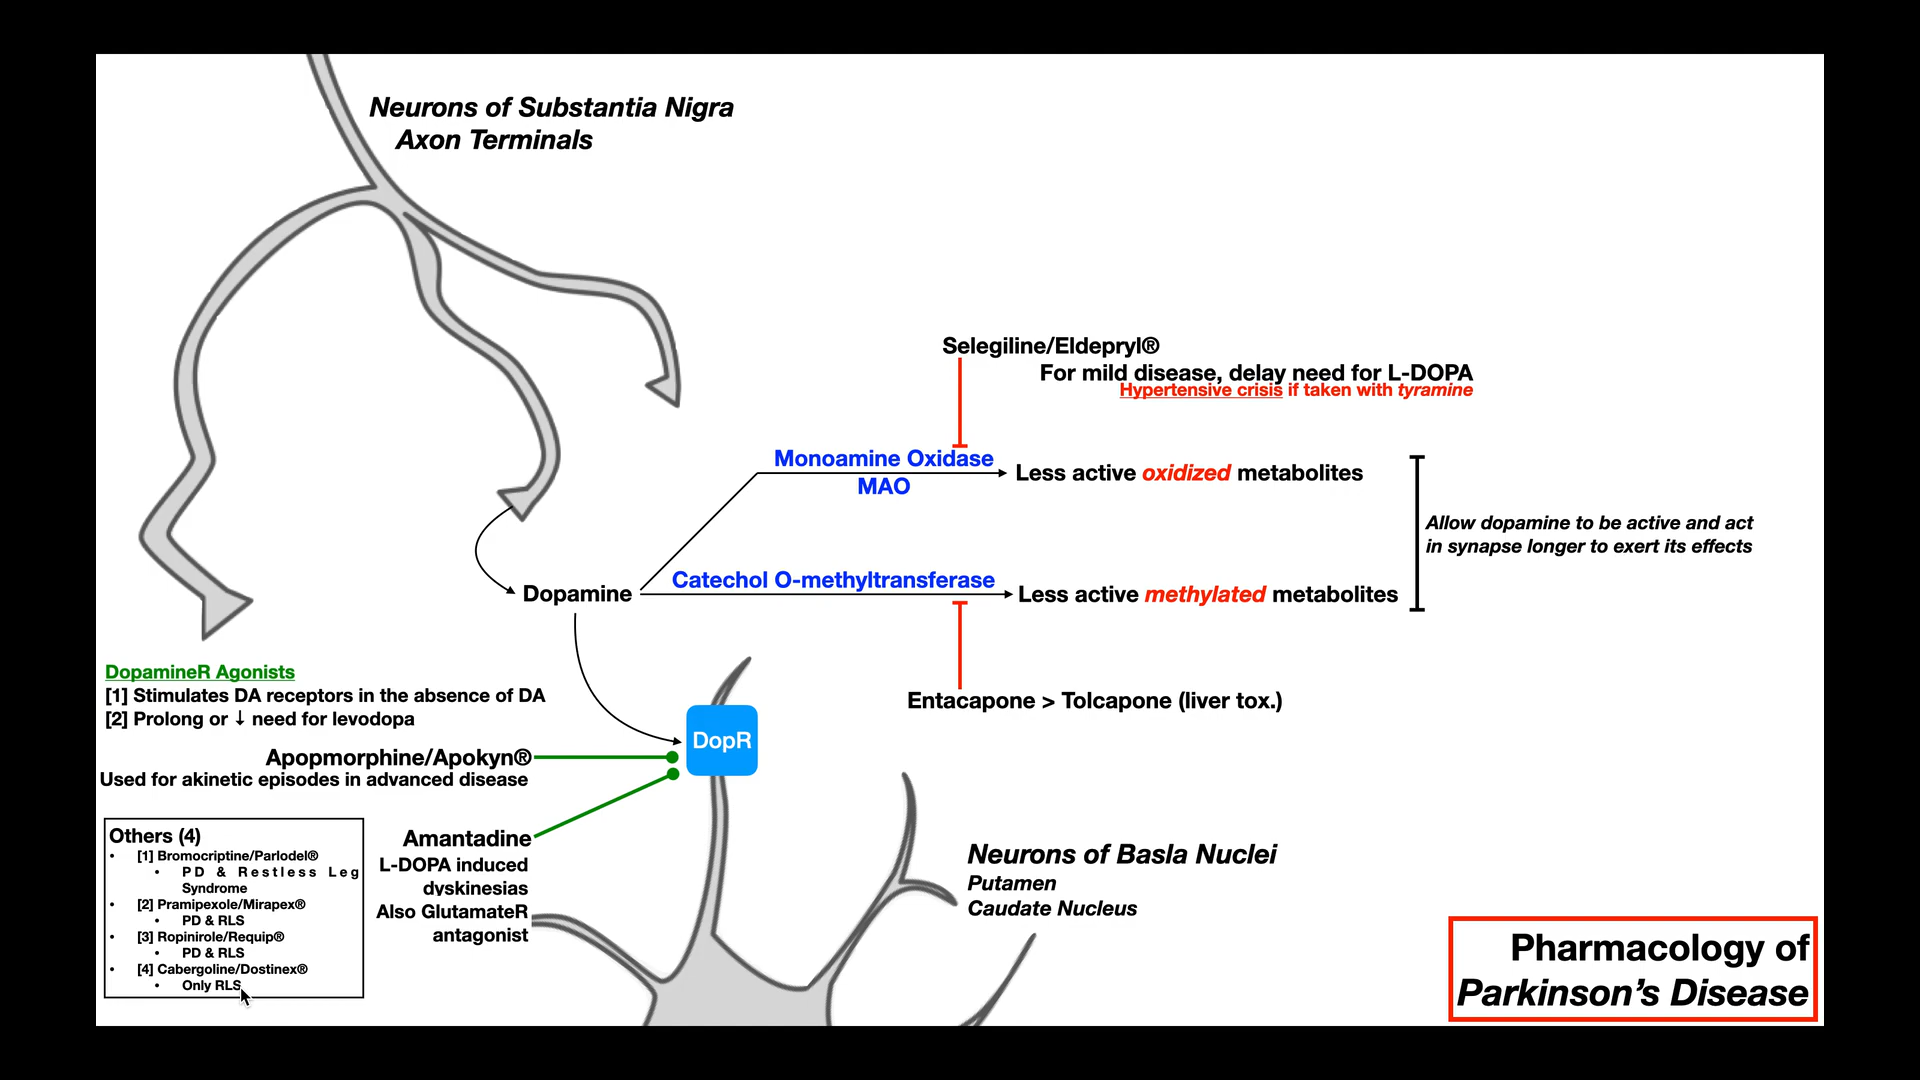 Neurons of Substantia Nigra
Axon Terminals
Selegiline/Eldepryl®
For mild disease, delay need for L-DOPA
Hypertensive crisis if taken with tyramine
Monoamine Oxidase
MAO
Less active oxidized metabolites
Allow dopamine to be active and act
in synapse longer to exert its effects
Catechol O-methyltransferase
Dopamine
Less active methylated metabolites
Entacapone > Tolcapone (liver tox.)
DopamineR Agonists
[1] Stimulates DA receptors in the absence of DA
[2] Prolong or ↓ need for levodopa
DopR
Apopmorphine/Apokyn®
Used for akinetic episodes in advanced disease
Amantadine
L-DOPA induced
dyskinesias
Also GlutamateR
antagonist
Others (4)
• [1] Bromocriptine/Parlodel®
• PD & Restless Leg
Syndrome
• [2] Pramipexole/Mirapex®
• PD & RLS
• [3] Ropinirole/Requip®
• PD & RLS
• [4] Cabergoline/Dostinex®
• Only RLS
Neurons of Basla Nuclei
Putamen
Caudate Nucleus
Pharmacology of
Parkinson's Disease